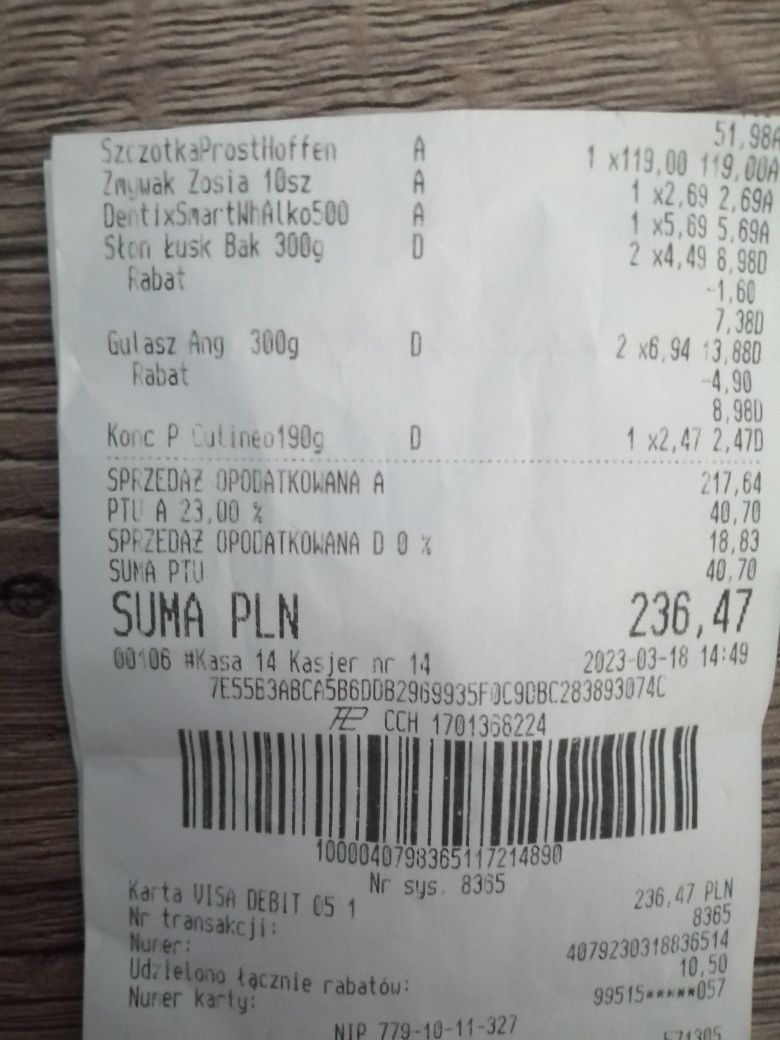 51,98A
SzczotkaProstHoffen A 1 x119,00 119,00A
Zmywak Zosia 10sz A 1 x2,69 2,69A
DentixSmartWhAlko500 A 1 x5,69 5,69A
Słon Łusk Bak 300g D 2 x4,49 8,98D
Rabat -1,60
7,38D
Gulasz Ang 300g D 2 x6,94 13,88D
Rabat -4,90
8,98D
Konc P Culineo190g D 1 x2,47 2,47D
SPRZEDAŻ OPODATKOWANA A 217,64
PTU A 23,00 % 40,70
SPRZEDAŻ OPODATKOWANA D 0 % 18,83
SUMA PTU 40,70
SUMA PLN 236,47
00106 #Kasa 14 Kasjer nr 14 2023-03-18 14:49
7E55B3ABCA5B6DDB2969935F0C9DBC283893074C
CCH 1701368224
1000040798365117214890
Nr sys. 8365
Karta VISA DEBIT 05 1 236,47 PLN
Nr transakcji: 8365
Numer: 4079230318836514
Udzielono łącznie rabatów: 10,50
Numer karty: 99515*****057
NIP 779-10-11-327